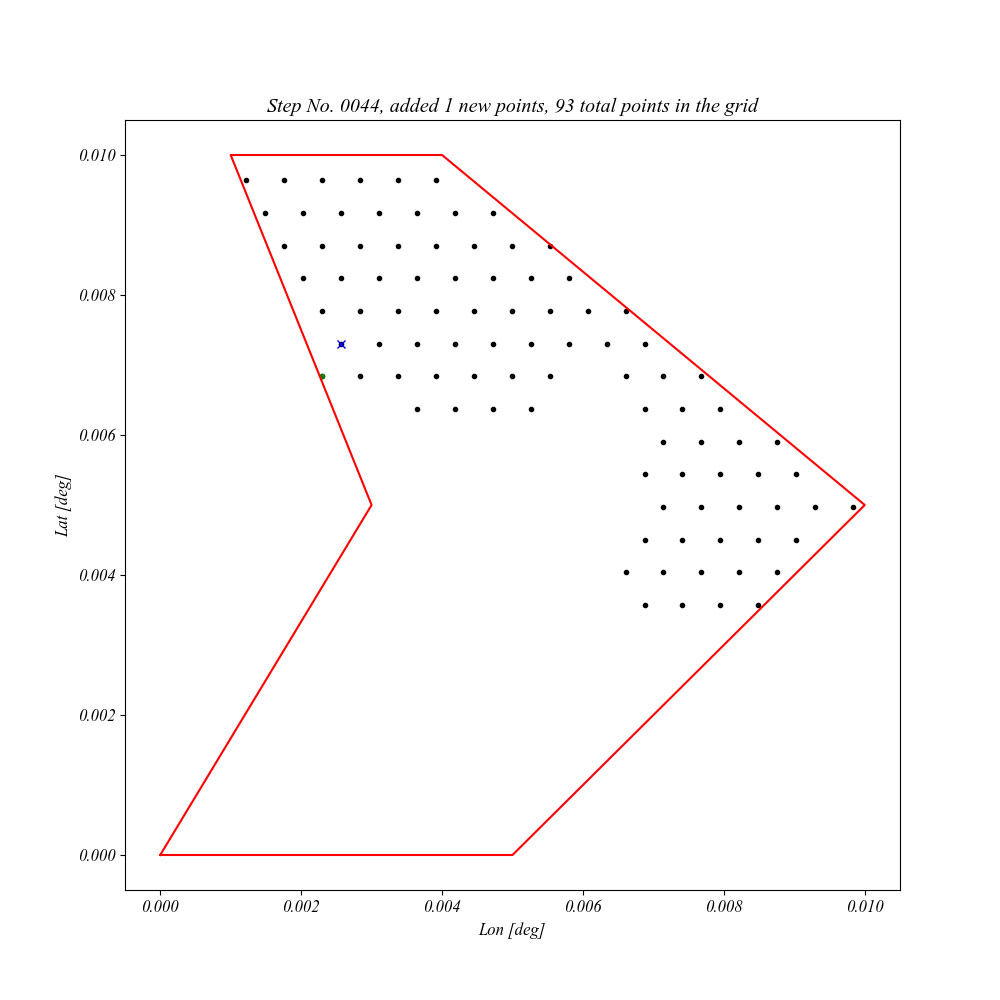 Step No. 0044, added 1 new points, 93 total points in the grid
0.010
0.008
0.006
0.004
0.002
0.000
Lat [deg]
0.000 0.002 0.004 0.006 0.008 0.010
Lon [deg]